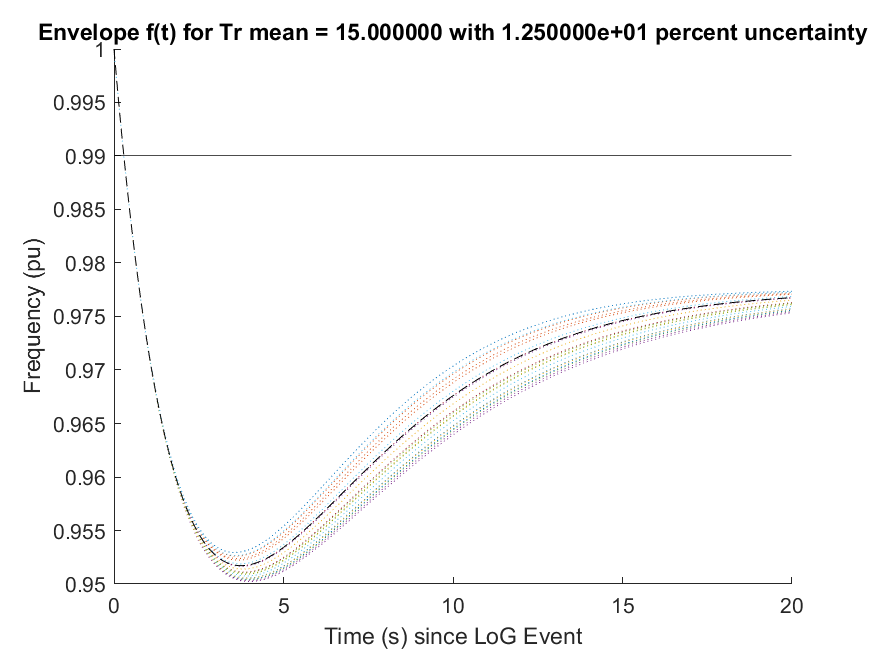 Envelope f(t) for Tr mean = 15.000000 with 1.250000e+01 percent uncertainty
1
0.995
0.99
0.985
0.98
0.975
0.97
0.965
0.96
0.955
0.95
Frequency (pu)
0 5 10 15 20
Time (s) since LoG Event